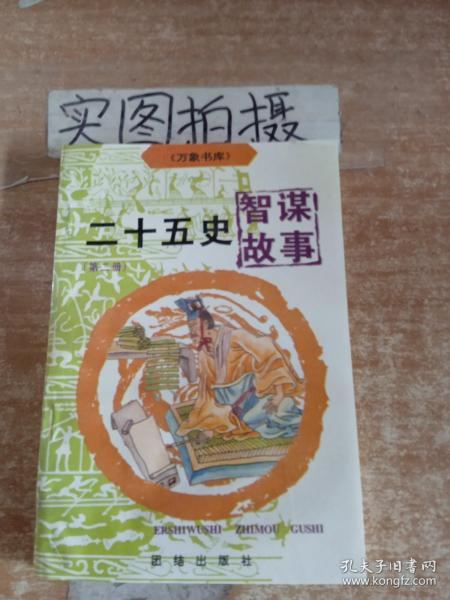 实图拍摄
《万象书库》
二十五史
智谋
故事
第二册
ERSHIWUSHI ZHIMOU GUSHI
团结出版社
孔夫子旧书网
www.kongfz.com